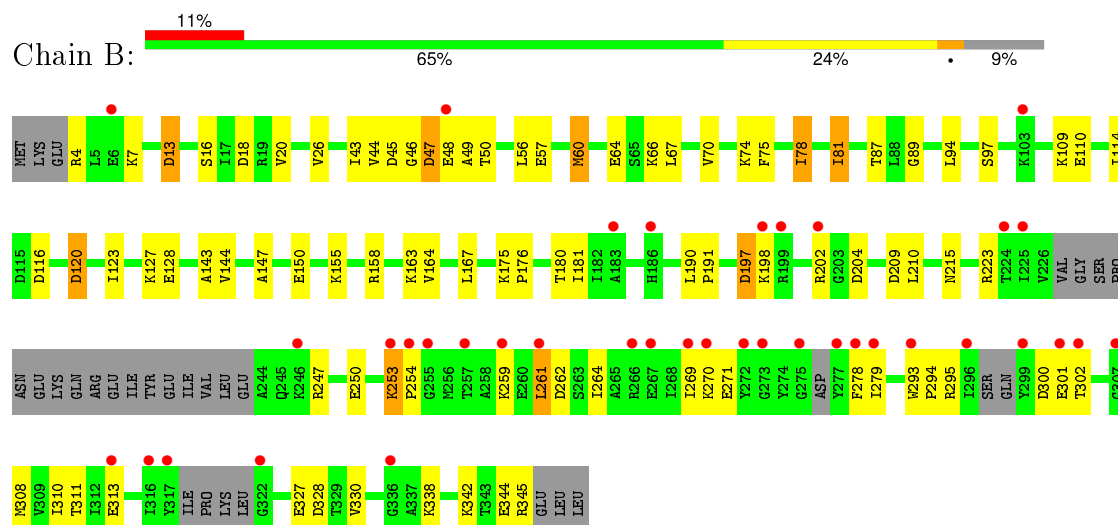 11%
Chain B:
65% 24% • 9%
MET LYS GLU R4 L5 E6 K7 D13 S16 I17 D18 R19 V20 V26 I43 V44 D45 G46 D47 E48 A49 T50 L56 E57 M60 E64 S65 K66 L67 V70 K74 F75 I78 I81 T87 L88 G89 L94 S97 K103 K109 E110 I114
D115 D116 D120 I123 K127 E128 A143 V144 A147 E150 K155 R158 K163 V164 L167 K175 P176 T180 I181 I182 A183 H186 L190 P191 D197 K198 R199 R202 G203 D204 D209 L210 N215 R223 T224 I225 V226 VAL GLY SER PRO
ASN GLU LYS GLN ARG GLU ILE TYR GLU ILE VAL LEU GLU A244 Q245 K246 R247 E250 K253 P254 G255 M256 T257 A258 K259 E260 L261 D262 S263 I264 A265 R266 E267 I268 I269 K270 E271 Y272 G273 Y274 G275 ASP Y277 F278 I279 W293 P294 R295 I296 SER GLN Y299 D300 E301 T302 G307
M308 V309 I310 T311 I312 E313 I316 Y317 ILE PRO LYS LEU G322 E327 D328 T329 V330 G336 A337 K338 K342 T343 E344 R345 GLU LEU LEU